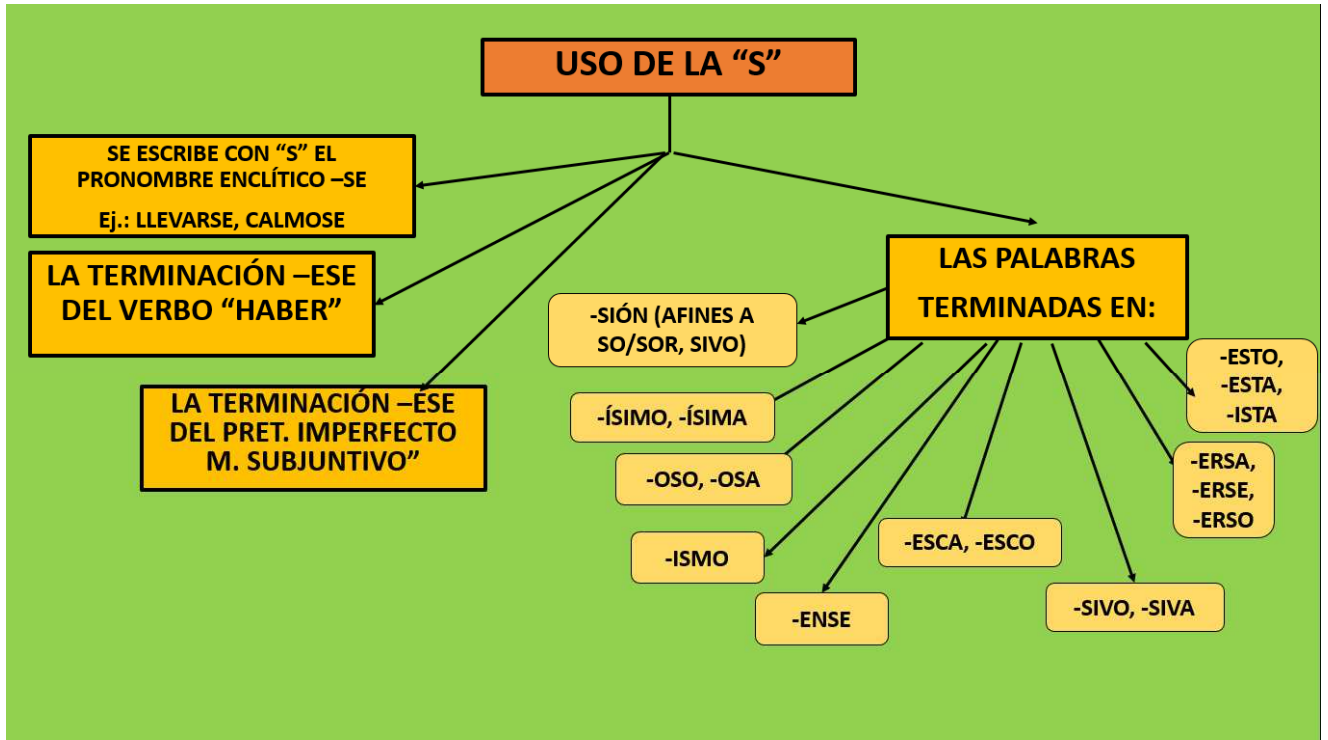 USO DE LA “S”
SE ESCRIBE CON “S” EL
PRONOMBRE ENCLÍTICO –SE
Ej.: LLEVARSE, CALMOSE
LA TERMINACIÓN –ESE
DEL VERBO “HABER”
LA TERMINACIÓN –ESE
DEL PRET. IMPERFECTO
M. SUBJUNTIVO”
LAS PALABRAS
TERMINADAS EN:
-SIÓN (AFINES A
SO/SOR, SIVO)
-ÍSIMO, -ÍSIMA
-OSO, -OSA
-ISMO
-ENSE
-ESCA, -ESCO
-SIVO, -SIVA
-ERSA,
-ERSE,
-ERSO
-ESTO,
-ESTA,
-ISTA